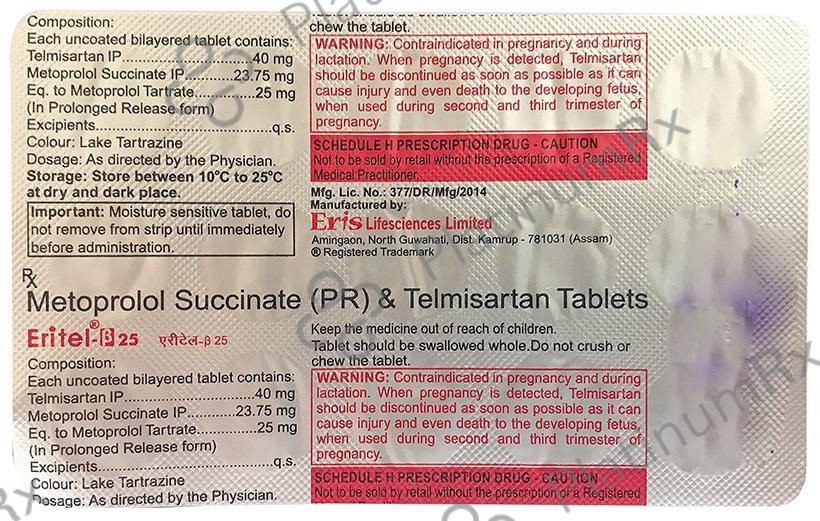 Composition:
Each uncoated bilayered tablet contains:
Telmisartan IP..........................40 mg
Metoprolol Succinate IP..........23.75 mg
Eq. to Metoprolol Tartrate............25 mg
(In Prolonged Release form)
Excipients...................................q.s.
Colour: Lake Tartrazine
Dosage: As directed by the Physician.
Storage: Store between 10°C to 25°C
at dry and dark place.
Important: Moisture sensitive tablet, do
not remove from strip until immediately
before administration.
chew the tablet.
WARNING: Contraindicated in pregnancy and during
lactation. When pregnancy is detected, Telmisartan
should be discontinued as soon as possible as it can
cause injury and even death to the developing fetus,
when used during second and third trimester of
pregnancy.
SCHEDULE H PRESCRIPTION DRUG - CAUTION
Not to be sold by retail without the prescription of a Registered
Medical Practitioner.
Mfg. Lic. No.: 377/DR/Mfg/2014
Manufactured by:
Eris Lifesciences Limited
Amingaon, North Guwahati, Dist. Kamrup - 781031 (Assam)
® Registered Trademark
Rx
Metoprolol Succinate (PR) & Telmisartan Tablets
Eritel®-β 25 एरीटेल-β 25
Composition:
Each uncoated bilayered tablet contains:
Telmisartan IP..........................40 mg
Metoprolol Succinate IP..........23.75 mg
Eq. to Metoprolol Tartrate............25 mg
(In Prolonged Release form)
Excipients...................................q.s.
Colour: Lake Tartrazine
Dosage: As directed by the Physician.
Keep the medicine out of reach of children.
Tablet should be swallowed whole.Do not crush or
chew the tablet.
WARNING: Contraindicated in pregnancy and during
lactation. When pregnancy is detected, Telmisartan
should be discontinued as soon as possible as it can
cause injury and even death to the developing fetus,
when used during second and third trimester of
pregnancy.
SCHEDULE H PRESCRIPTION DRUG - CAUTION
Not to be sold by retail without the prescription of a Registered
PlatinumRx
PlatinumRx